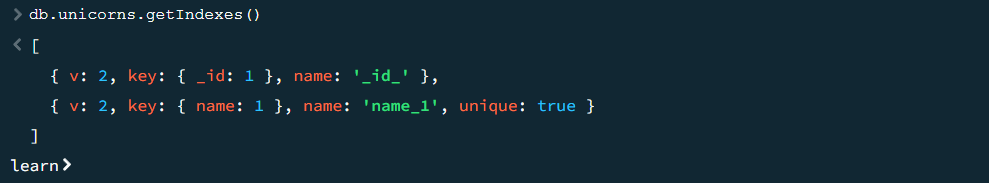 > db.unicorns.getIndexes()
< [
{ v: 2, key: { _id: 1 }, name: '_id_' },
{ v: 2, key: { name: 1 }, name: 'name_1', unique: true }
]
learn>